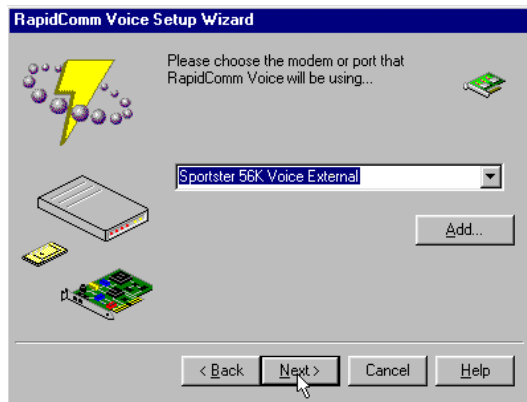 RapidComm Voice Setup Wizard
Please choose the modem or port that
RapidComm Voice will be using...
Sportster 56K Voice External
Add...
< Back
Next >
Cancel
Help